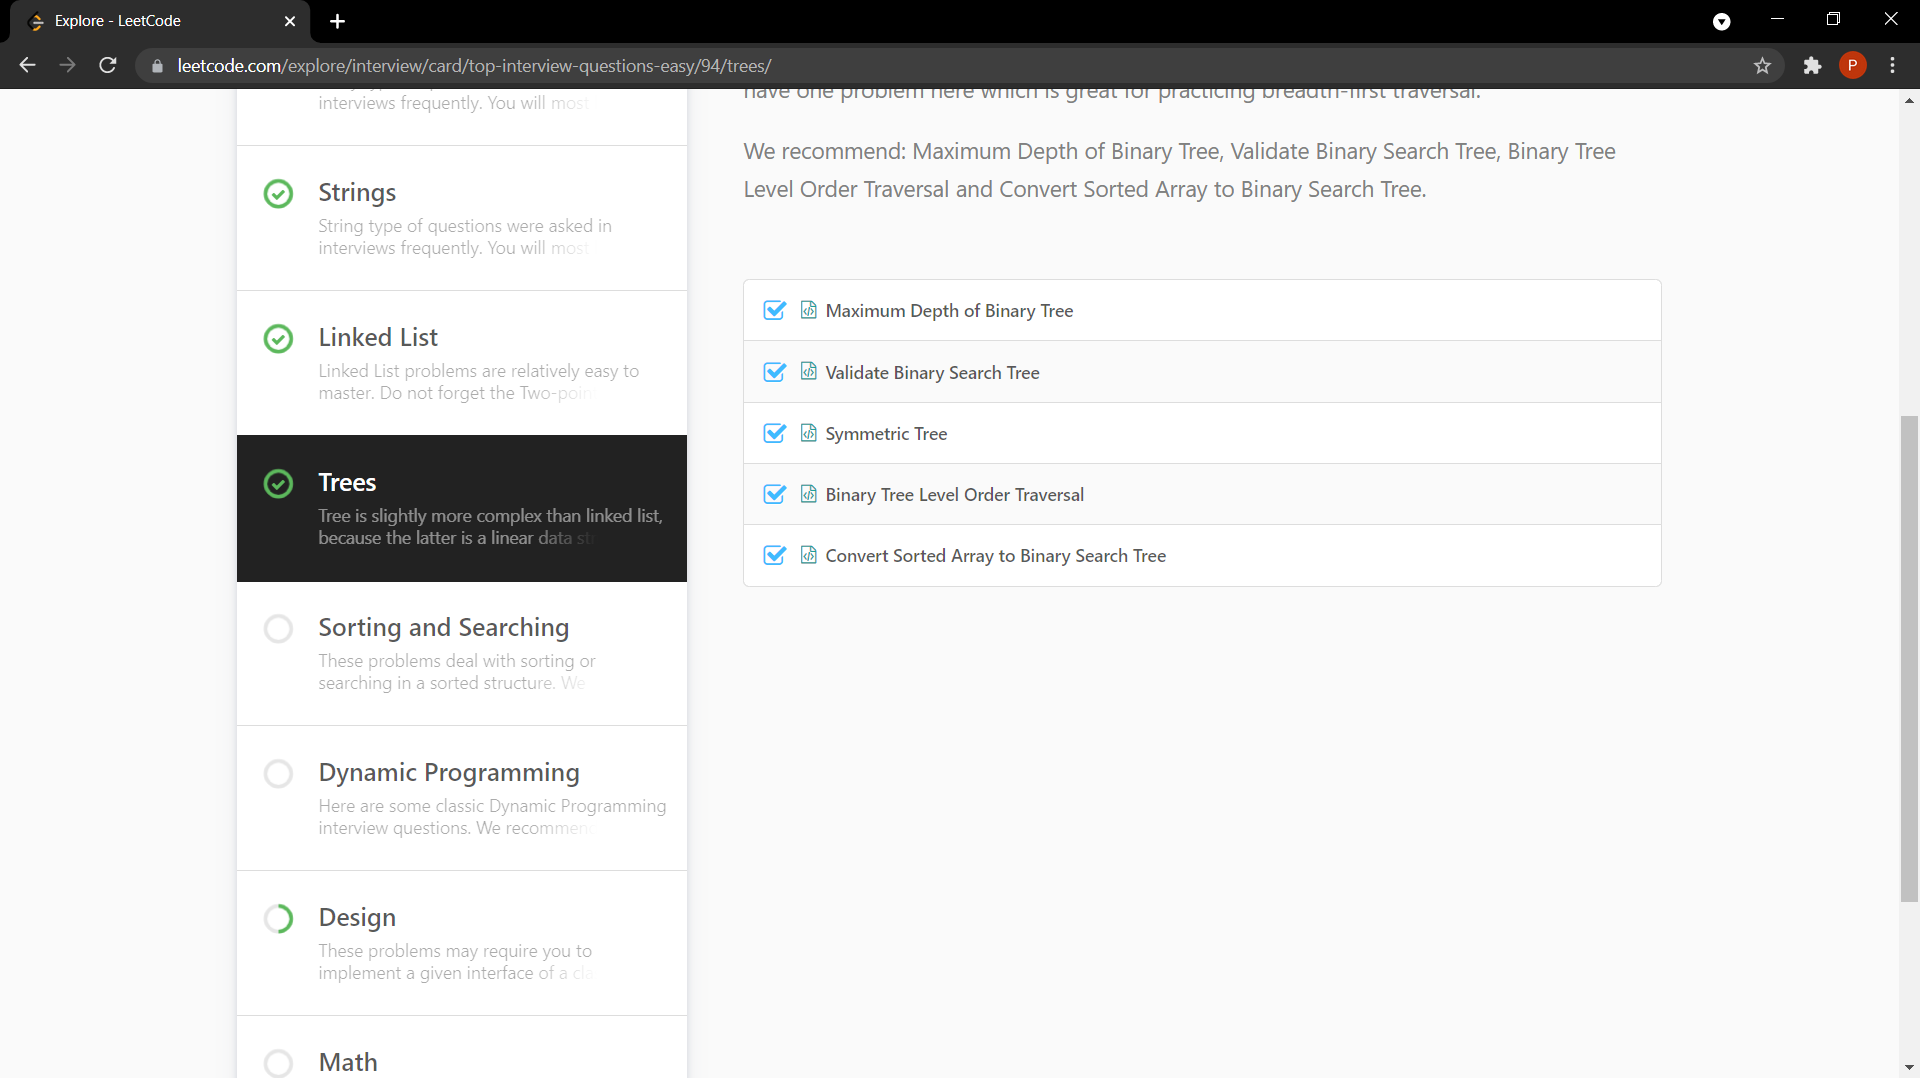 Explore - LeetCode
leetcode.com/explore/interview/card/top-interview-questions-easy/94/trees/
P
interviews frequently. You will most
Strings
String type of questions were asked in
interviews frequently. You will most
Linked List
Linked List problems are relatively easy to
master. Do not forget the Two-poin
Trees
Tree is slightly more complex than linked list,
because the latter is a linear data str
Sorting and Searching
These problems deal with sorting or
searching in a sorted structure. We
Dynamic Programming
Here are some classic Dynamic Programming
interview questions. We recommen
Design
These problems may require you to
implement a given interface of a cla
Math
have one problem here which is great for practicing breadth-first traversal.
We recommend: Maximum Depth of Binary Tree, Validate Binary Search Tree, Binary Tree
Level Order Traversal and Convert Sorted Array to Binary Search Tree.
Maximum Depth of Binary Tree
Validate Binary Search Tree
Symmetric Tree
Binary Tree Level Order Traversal
Convert Sorted Array to Binary Search Tree